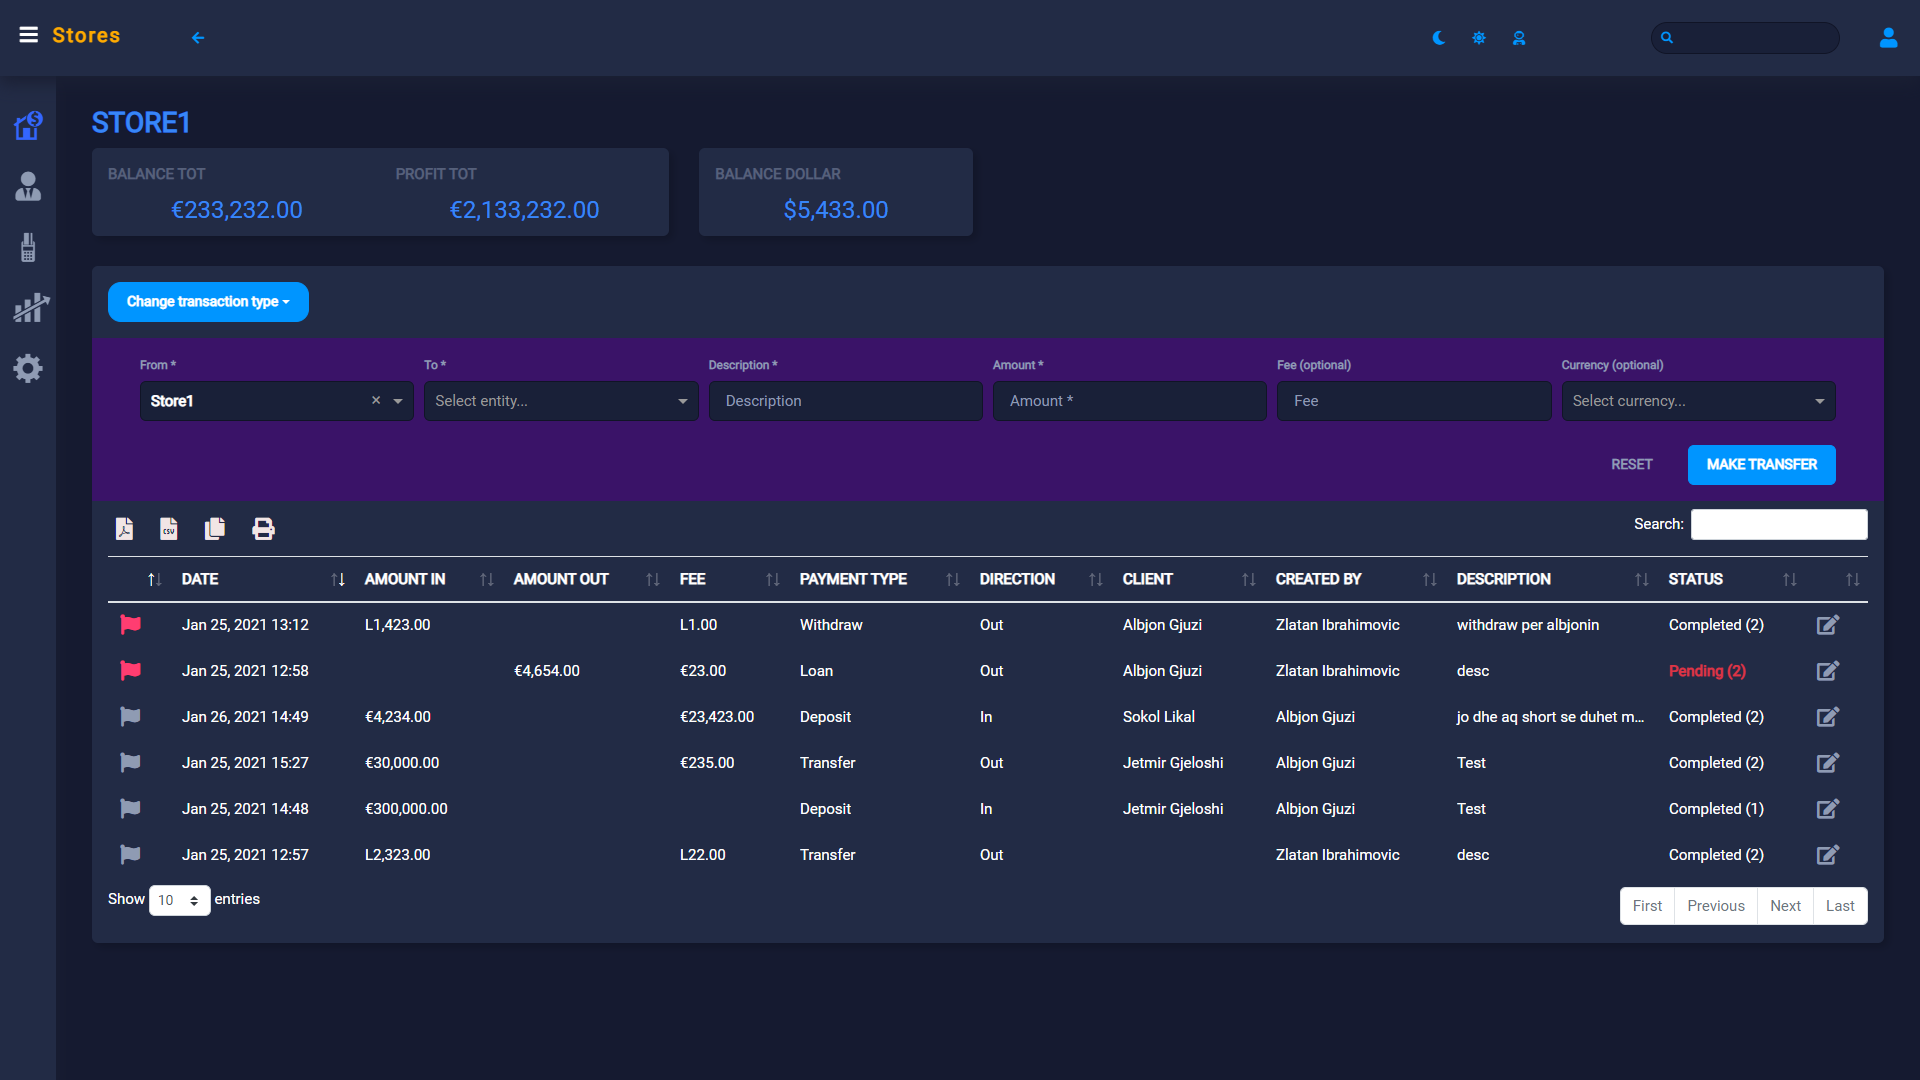 Stores
STORE1
BALANCE TOT PROFIT TOT BALANCE DOLLAR
€233,232.00 €2,133,232.00 $5,433.00
Change transaction type
From * To * Description * Amount * Fee (optional) Currency (optional)
Store1 × Select entity... Description Amount * Fee Select currency...
RESET MAKE TRANSFER
CSV Search:
DATE AMOUNT IN AMOUNT OUT FEE PAYMENT TYPE DIRECTION CLIENT CREATED BY DESCRIPTION STATUS
Jan 25, 2021 13:12 L1,423.00 L1.00 Withdraw Out Albjon Gjuzi Zlatan Ibrahimovic withdraw per albjonin Completed (2)
Jan 25, 2021 12:58 €4,654.00 €23.00 Loan Out Albjon Gjuzi Zlatan Ibrahimovic desc Pending (2)
Jan 26, 2021 14:49 €4,234.00 €23,423.00 Deposit In Sokol Likal Albjon Gjuzi jo dhe aq short se duhet m... Completed (2)
Jan 25, 2021 15:27 €30,000.00 €235.00 Transfer Out Jetmir Gjeloshi Albjon Gjuzi Test Completed (2)
Jan 25, 2021 14:48 €300,000.00 Deposit In Jetmir Gjeloshi Albjon Gjuzi Test Completed (1)
Jan 25, 2021 12:57 L2,323.00 L22.00 Transfer Out Zlatan Ibrahimovic desc Completed (2)
Show 10 entries First Previous Next Last